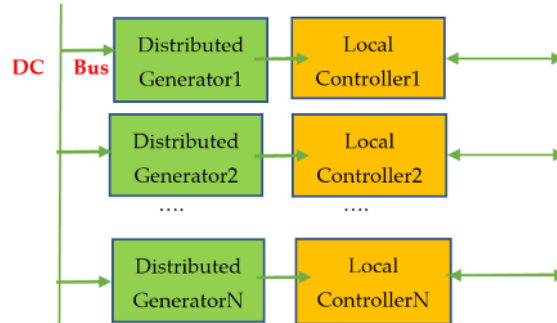 Distributed
Generator1
Local
Controller1
DC Bus
Distributed
Generator2
Local
Controller2
.... ....
Distributed
GeneratorN
Local
ControllerN